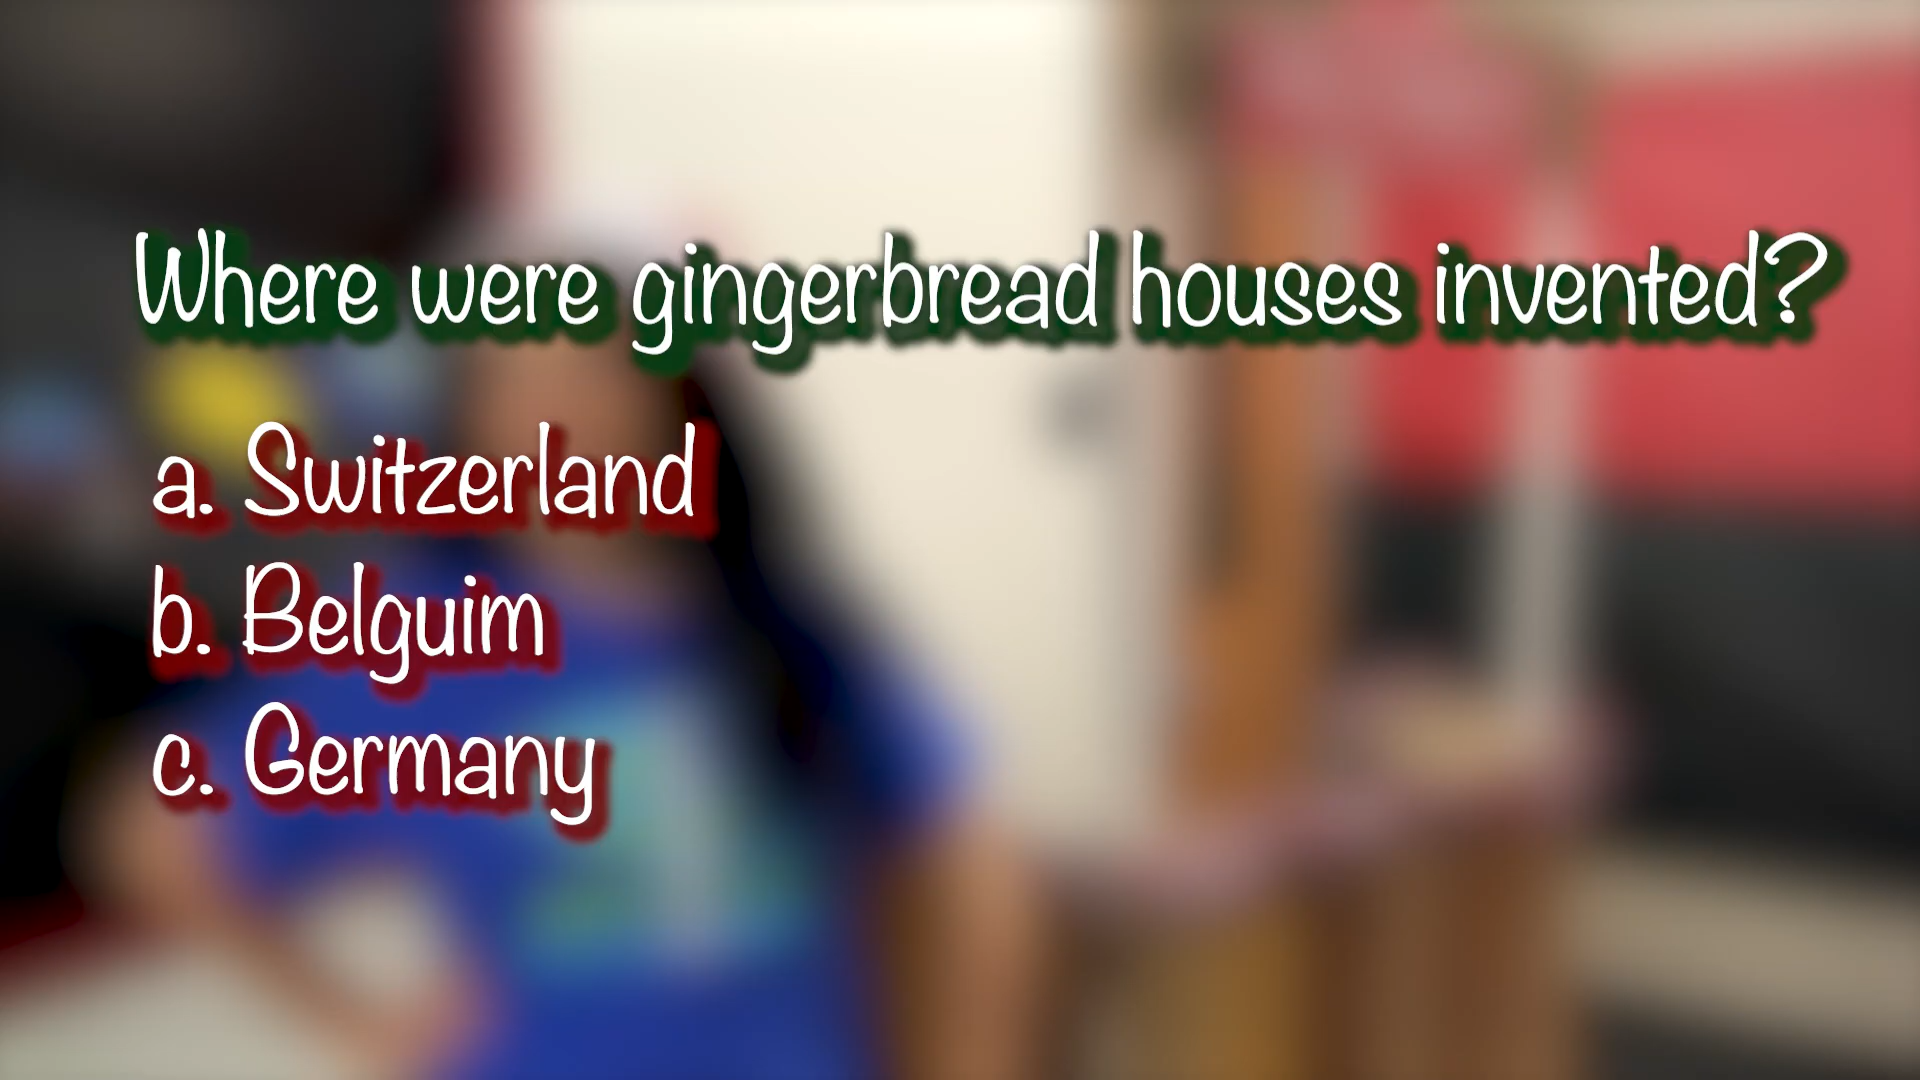 Where were gingerbread houses invented?
a. Switzerland
b. Belguim
c. Germany